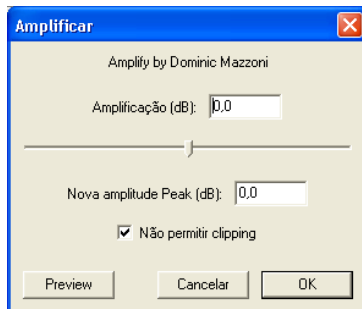 Amplificar
Amplify by Dominic Mazzoni
Amplificação (dB): 0,0
Nova amplitude Peak (dB): 0,0
Não permitir clipping
Preview Cancelar OK